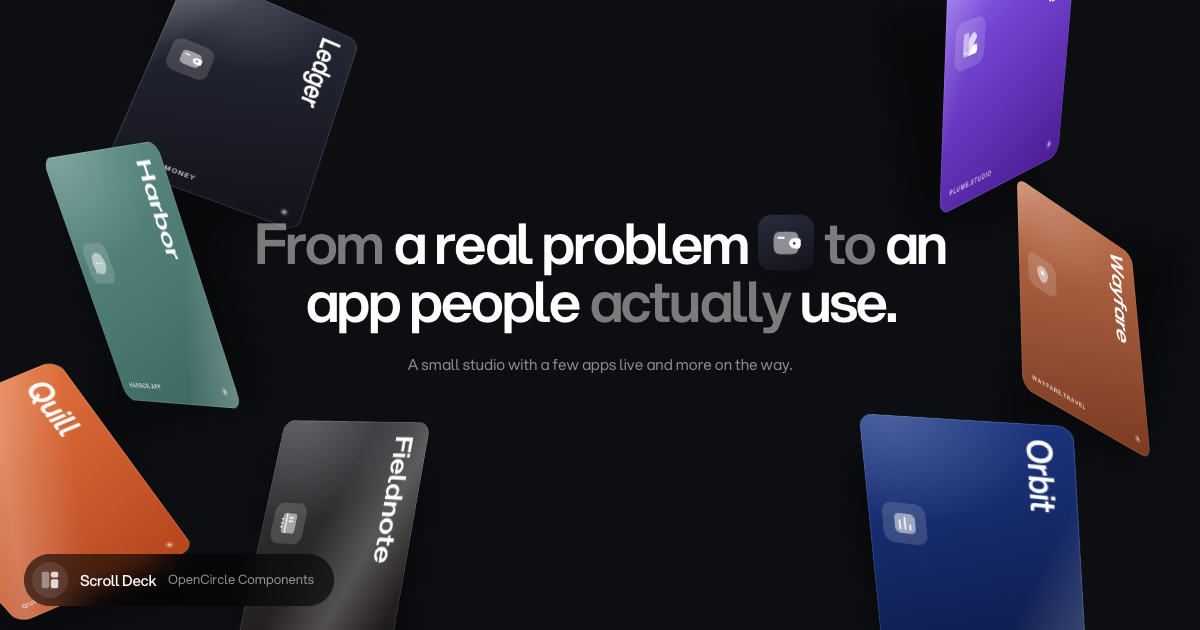 Ledger
MONEY
PLUME.STUDIO
Harbor
HARBOR.APP
From a real problem to an
app people actually use.
A small studio with a few apps live and more on the way.
Wayfare
WAYFARE.TRAVEL
Quill
Fieldnote
Orbit
Scroll Deck OpenCircle Components